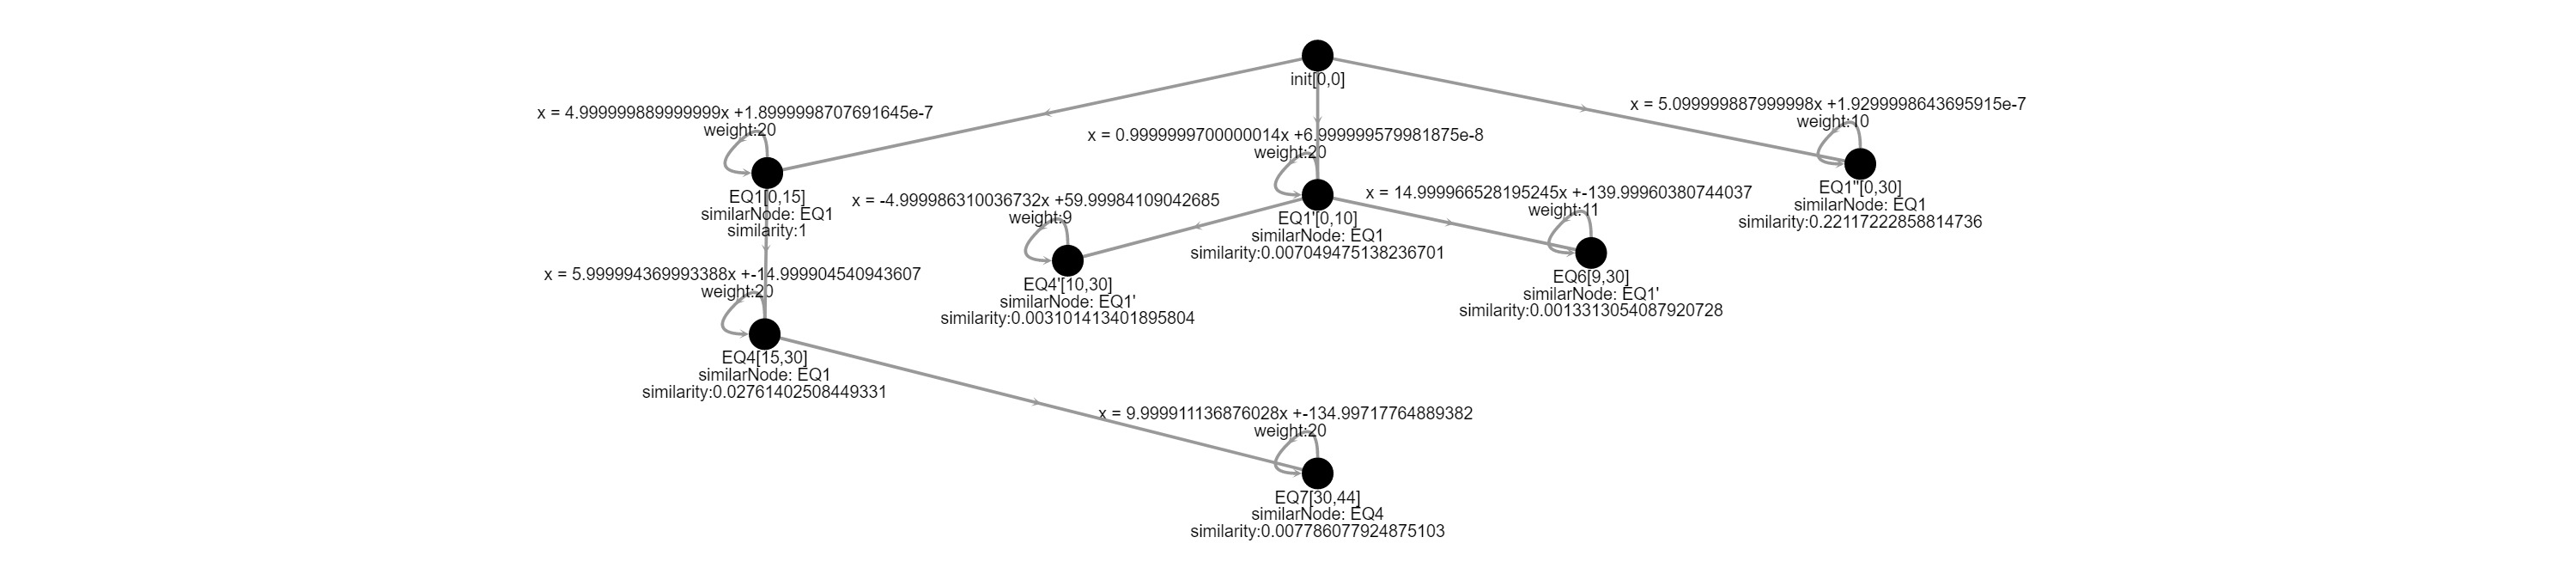 init[0,0]
x = 4.999999889999999x +1.8999998707691645e-7
weight:20
EQ1[0,15]
similarNode: EQ1
similarity:1
x = 0.9999999700000014x +6.999999579981875e-8
weight:20
EQ1'[0,10]
similarNode: EQ1
similarity:0.007049475138236701
x = 5.099999887999998x +1.9299998643695915e-7
weight:10
EQ1"[0,30]
similarNode: EQ1
similarity:0.22117222858814736
x = -4.999986310036732x +59.99984109042685
weight:9
EQ4'[10,30]
similarNode: EQ1'
similarity:0.003101413401895804
x = 14.999966528195245x +-139.99960380744037
weight:11
EQ6[9,30]
similarNode: EQ1'
similarity:0.0013313054087920728
x = 5.999994369993388x +-14.999904540943607
weight:20
EQ4[15,30]
similarNode: EQ1
similarity:0.02761402508449331
x = 9.999911136876028x +-134.99717764889382
weight:20
EQ7[30,44]
similarNode: EQ4
similarity:0.007786077924875103